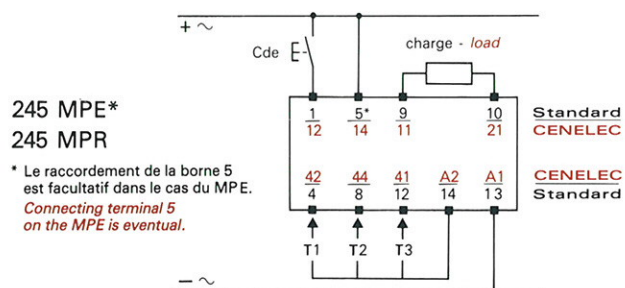 + ~
Cde
charge - load
245 MPE*
245 MPR
1 5* 9 10 Standard
12 14 11 21 CENELEC
* Le raccordement de la borne 5
est facultatif dans le cas du MPE.
Connecting terminal 5
on the MPE is eventual.
42 44 41 A2 A1 CENELEC
4 8 12 14 13 Standard
T1 T2 T3
— ~